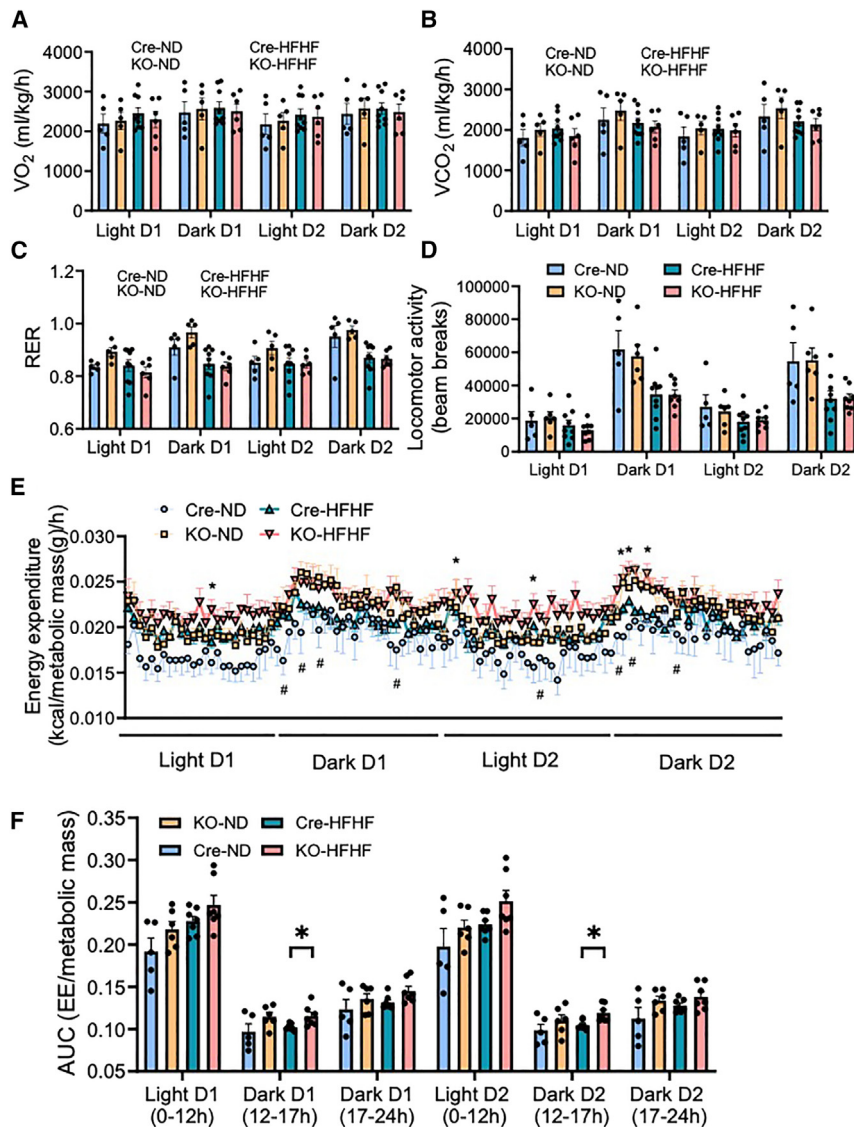 A
Cre-ND Cre-HFHF
KO-ND KO-HFHF
VO2 (ml/kg/h)
4000
3000
2000
1000
0
Light D1 Dark D1 Light D2 Dark D2
B
Cre-ND Cre-HFHF
KO-ND KO-HFHF
VCO2 (ml/kg/h)
4000
3000
2000
1000
0
Light D1 Dark D1 Light D2 Dark D2
C
Cre-ND Cre-HFHF
KO-ND KO-HFHF
RER
1.2
1.0
0.8
0.6
Light D1 Dark D1 Light D2 Dark D2
D
Cre-ND Cre-HFHF
KO-ND KO-HFHF
Locomotor activity
(beam breaks)
100000
80000
60000
40000
20000
0
Light D1 Dark D1 Light D2 Dark D2
E
Cre-ND Cre-HFHF
KO-ND KO-HFHF
Energy expenditure
(kcal/metabolic mass(g)/h)
0.030
0.025
0.020
0.015
0.010
* * * * * *
# # # # # # # #
Light D1 Dark D1 Light D2 Dark D2
F
KO-ND Cre-HFHF
Cre-ND KO-HFHF
AUC (EE/metabolic mass)
0.35
0.30
0.25
0.20
0.15
0.10
0.05
* *
Light D1 Dark D1 Dark D1 Light D2 Dark D2 Dark D2
(0-12h) (12-17h) (17-24h) (0-12h) (12-17h) (17-24h)